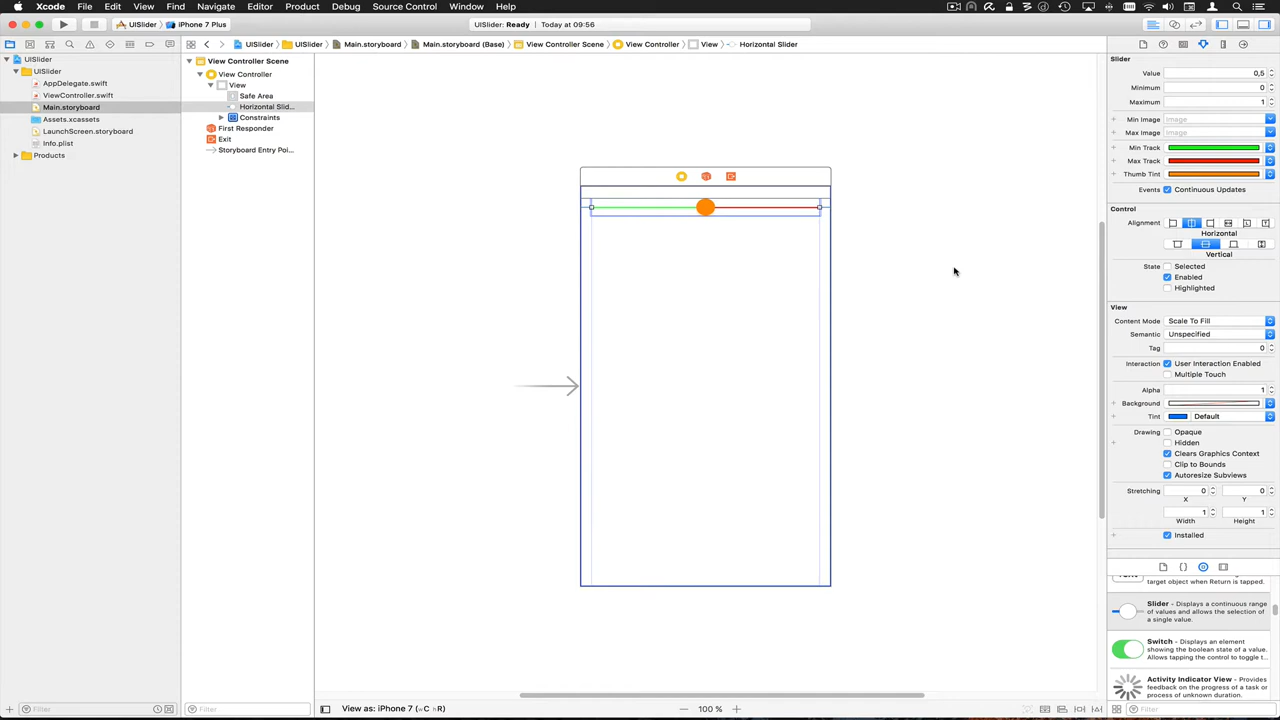 Xcode File Edit View Find Navigate Editor Product Debug Source Control Window Help
UISlider iPhone 7 Plus UISlider: Ready Today at 09:56
UISlider UISlider Main.storyboard Main.storyboard (Base) View Controller Scene View Controller View Horizontal Slider
UISlider
UISlider
AppDelegate.swift
ViewController.swift
Main.storyboard
Assets.xcassets
LaunchScreen.storyboard
Info.plist
Products
View Controller Scene
View Controller
View
Safe Area
Horizontal Slid...
Constraints
First Responder
Exit
Storyboard Entry Poi...
Slider
Value 0,5
Minimum 0
Maximum 1
Min Image Image
Max Image Image
Min Track
Max Track
Thumb Tint
Events Continuous Updates
Control
Alignment
Horizontal
Vertical
State Selected
Enabled
Highlighted
View
Content Mode Scale To Fill
Semantic Unspecified
Tag 0
Interaction User Interaction Enabled
Multiple Touch
Alpha 1
Background
Tint Default
Drawing Opaque
Hidden
Clears Graphics Context
Clip to Bounds
Autoresize Subviews
Stretching 0 0
X Y
1 1
Width Height
Installed
target object when Return is tapped.
Slider - Displays a continuous range
of values and allows the selection of
a single value.
Switch - Displays an element
showing the boolean state of a value.
Allows tapping the control to toggle t...
Activity Indicator View - Provides
feedback on the progress of a task or
process of unknown duration.
Filter
Filter
View as: iPhone 7 (wC hR)
100 %
Filter